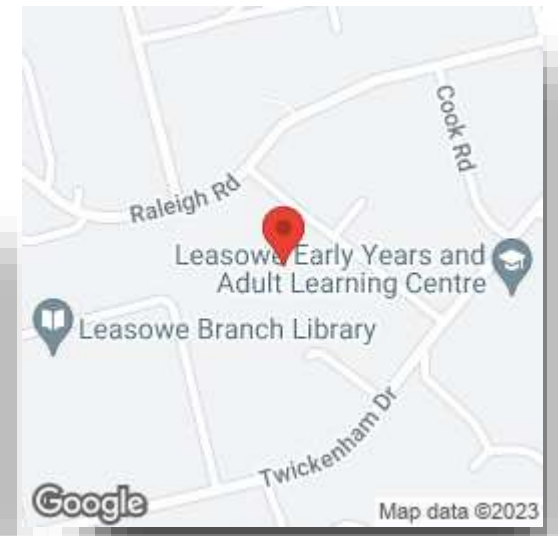 Cook Rd
Raleigh Rd
Leasowe Early Years and
Adult Learning Centre
Leasowe Branch Library
Twickenham Dr
Google
Map data ©2023